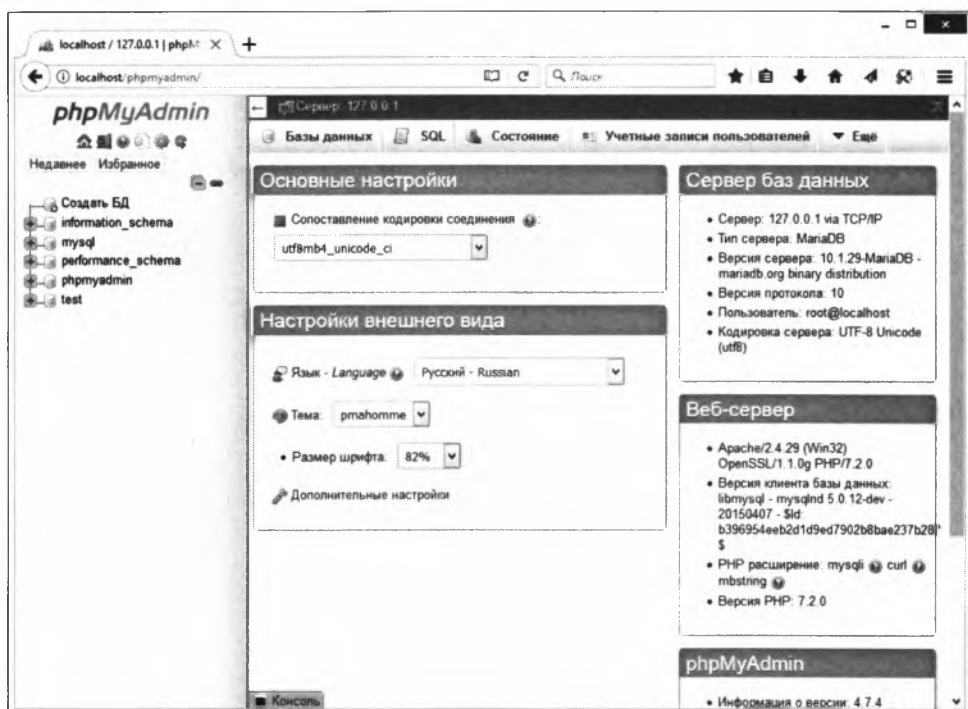 localhost / 127.0.0.1 | phpM
localhost/phpmyadmin/
Поиск
phpMyAdmin
Недавнее Избранное
Создать БД
information_schema
mysql
performance_schema
phpmyadmin
test
Сервер: 127.0.0.1
Базы данных SQL Состояние Учетные записи пользователей Ещё
Основные настройки
Сопоставление кодировки соединения :
utf8mb4_unicode_ci
Настройки внешнего вида
Язык - Language Русский - Russian
Тема: pmahomme
• Размер шрифта: 82%
Дополнительные настройки
Консоль
Сервер баз данных
• Сервер: 127.0.0.1 via TCP/IP
• Тип сервера: MariaDB
• Версия сервера: 10.1.29-MariaDB -
mariadb.org binary distribution
• Версия протокола: 10
• Пользователь: root@localhost
• Кодировка сервера: UTF-8 Unicode
(utf8)
Веб-сервер
• Apache/2.4.29 (Win32)
OpenSSL/1.1.0g PHP/7.2.0
• Версия клиента базы данных:
libmysql - mysqlnd 5.0.12-dev -
20150407 - $Id:
b396954eeb2d1d9ed7902b8bae237b28
$
• PHP расширение: mysqli curl
mbstring
• Версия PHP: 7.2.0
phpMyAdmin
• Информация о версии: 4.7.4